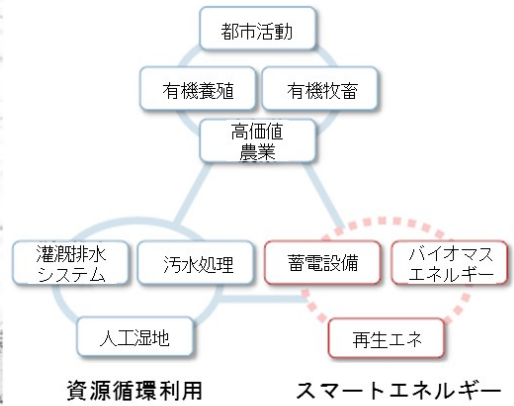 都市活動
有機養殖
有機牧畜
高価値
農業
灌漑排水
システム
汚水処理
蓄電設備
バイオマス
エネルギー
人工湿地
再生エネ
資源循環利用
スマートエネルギー